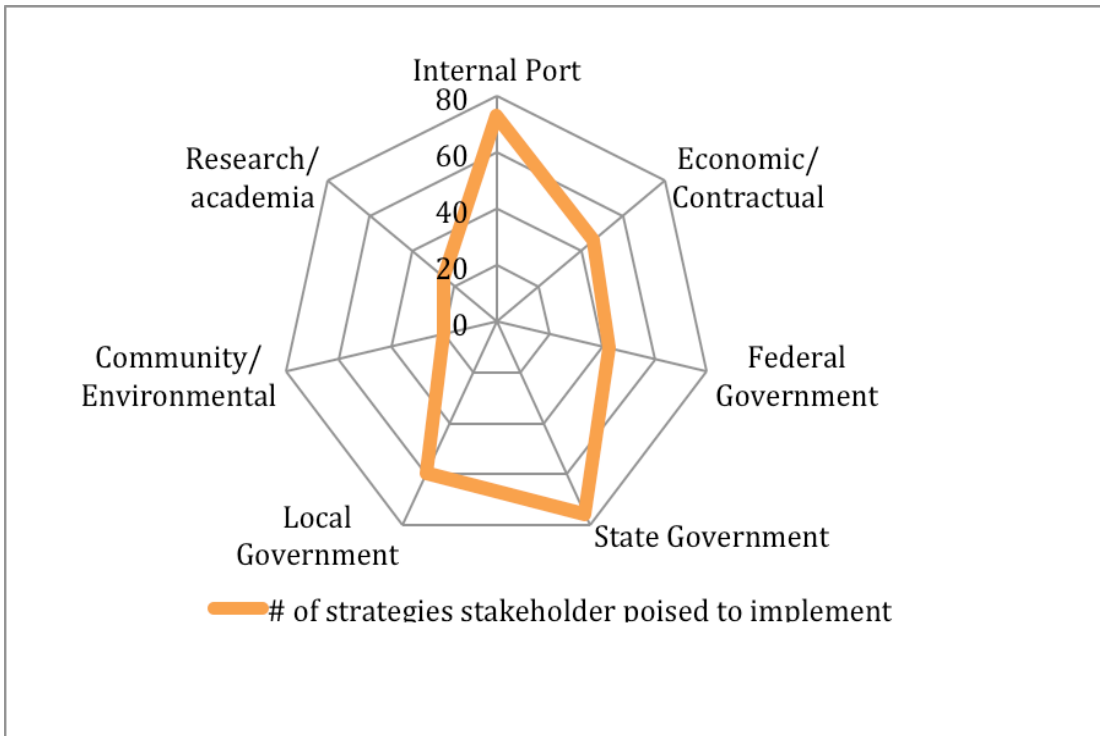 Internal Port
80
60
40
20
0
Economic/
Contractual
Federal
Government
State Government
Local
Government
Community/
Environmental
Research/
academia
# of strategies stakeholder poised to implement